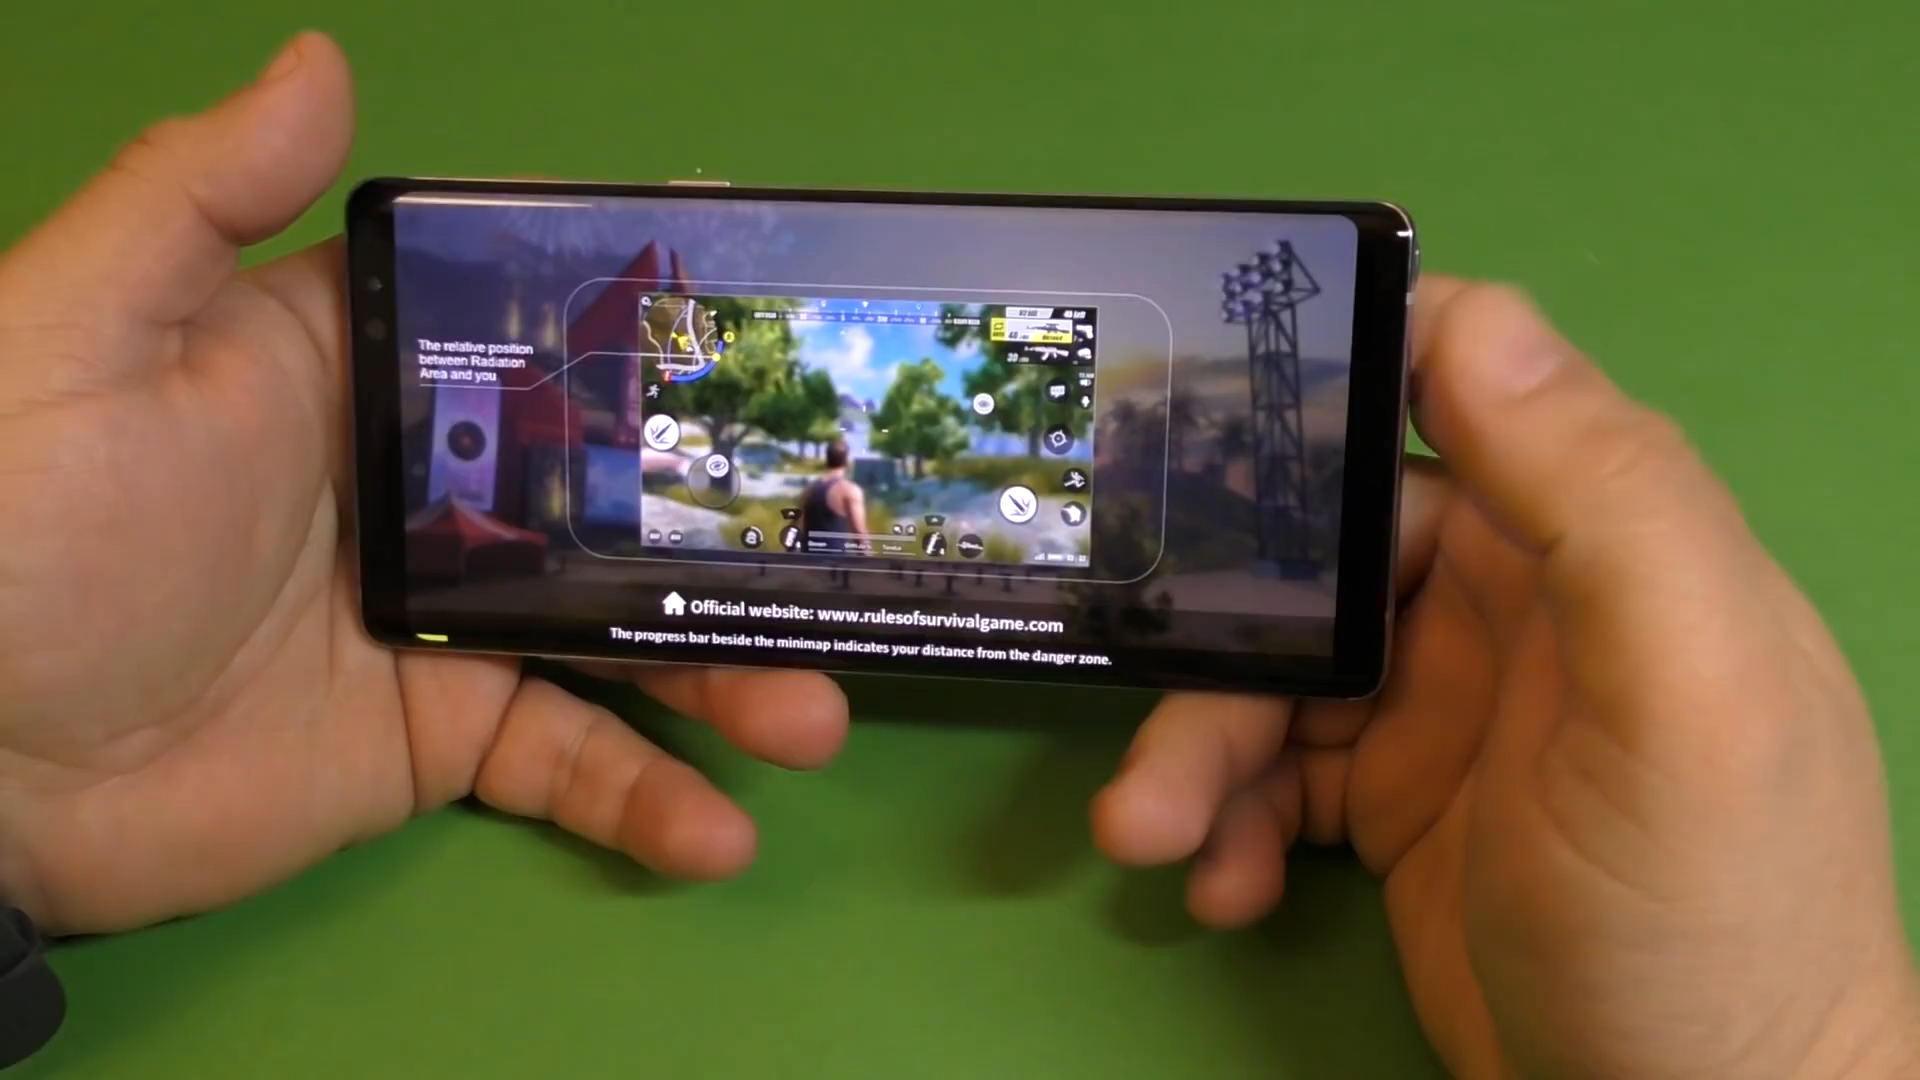 The relative position
between Radiation
Area and you
Official website: www.rulesofsurvivalgame.com
The progress bar beside the minimap indicates your distance from the danger zone.